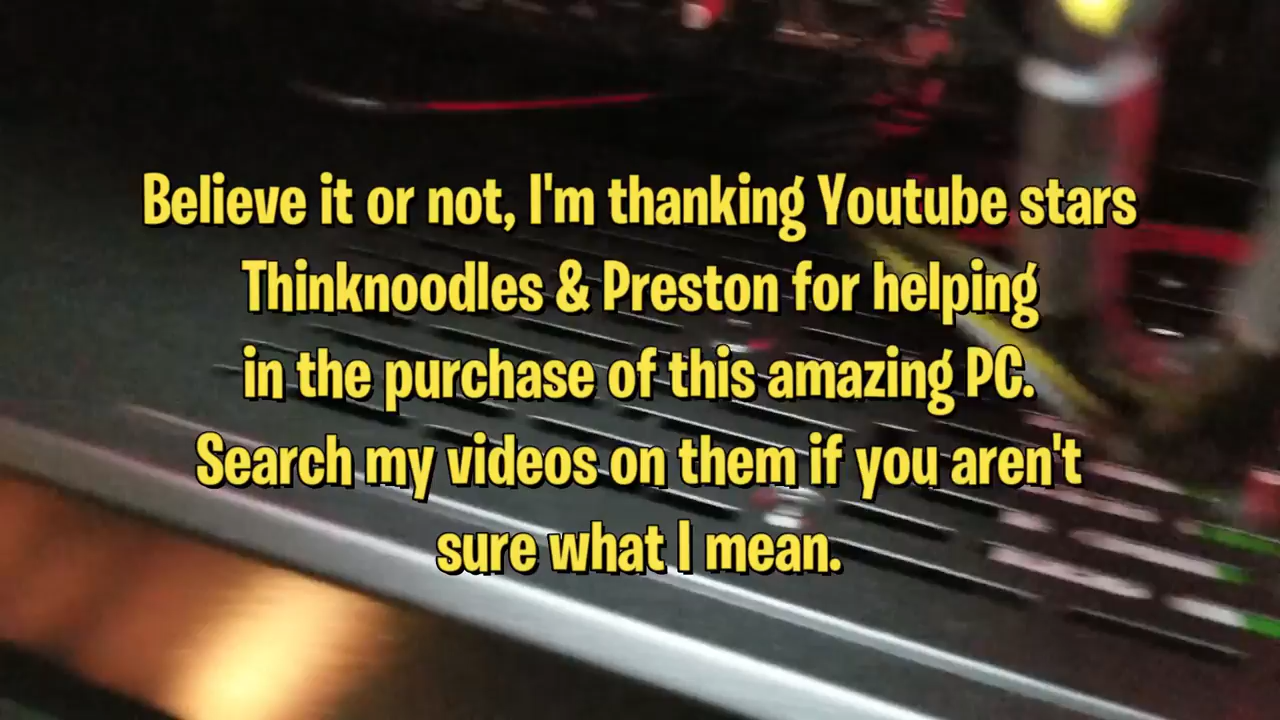 Believe it or not, I'm thanking Youtube stars
Thinknoodles & Preston for helping
in the purchase of this amazing PC.
Search my videos on them if you aren't
sure what I mean.